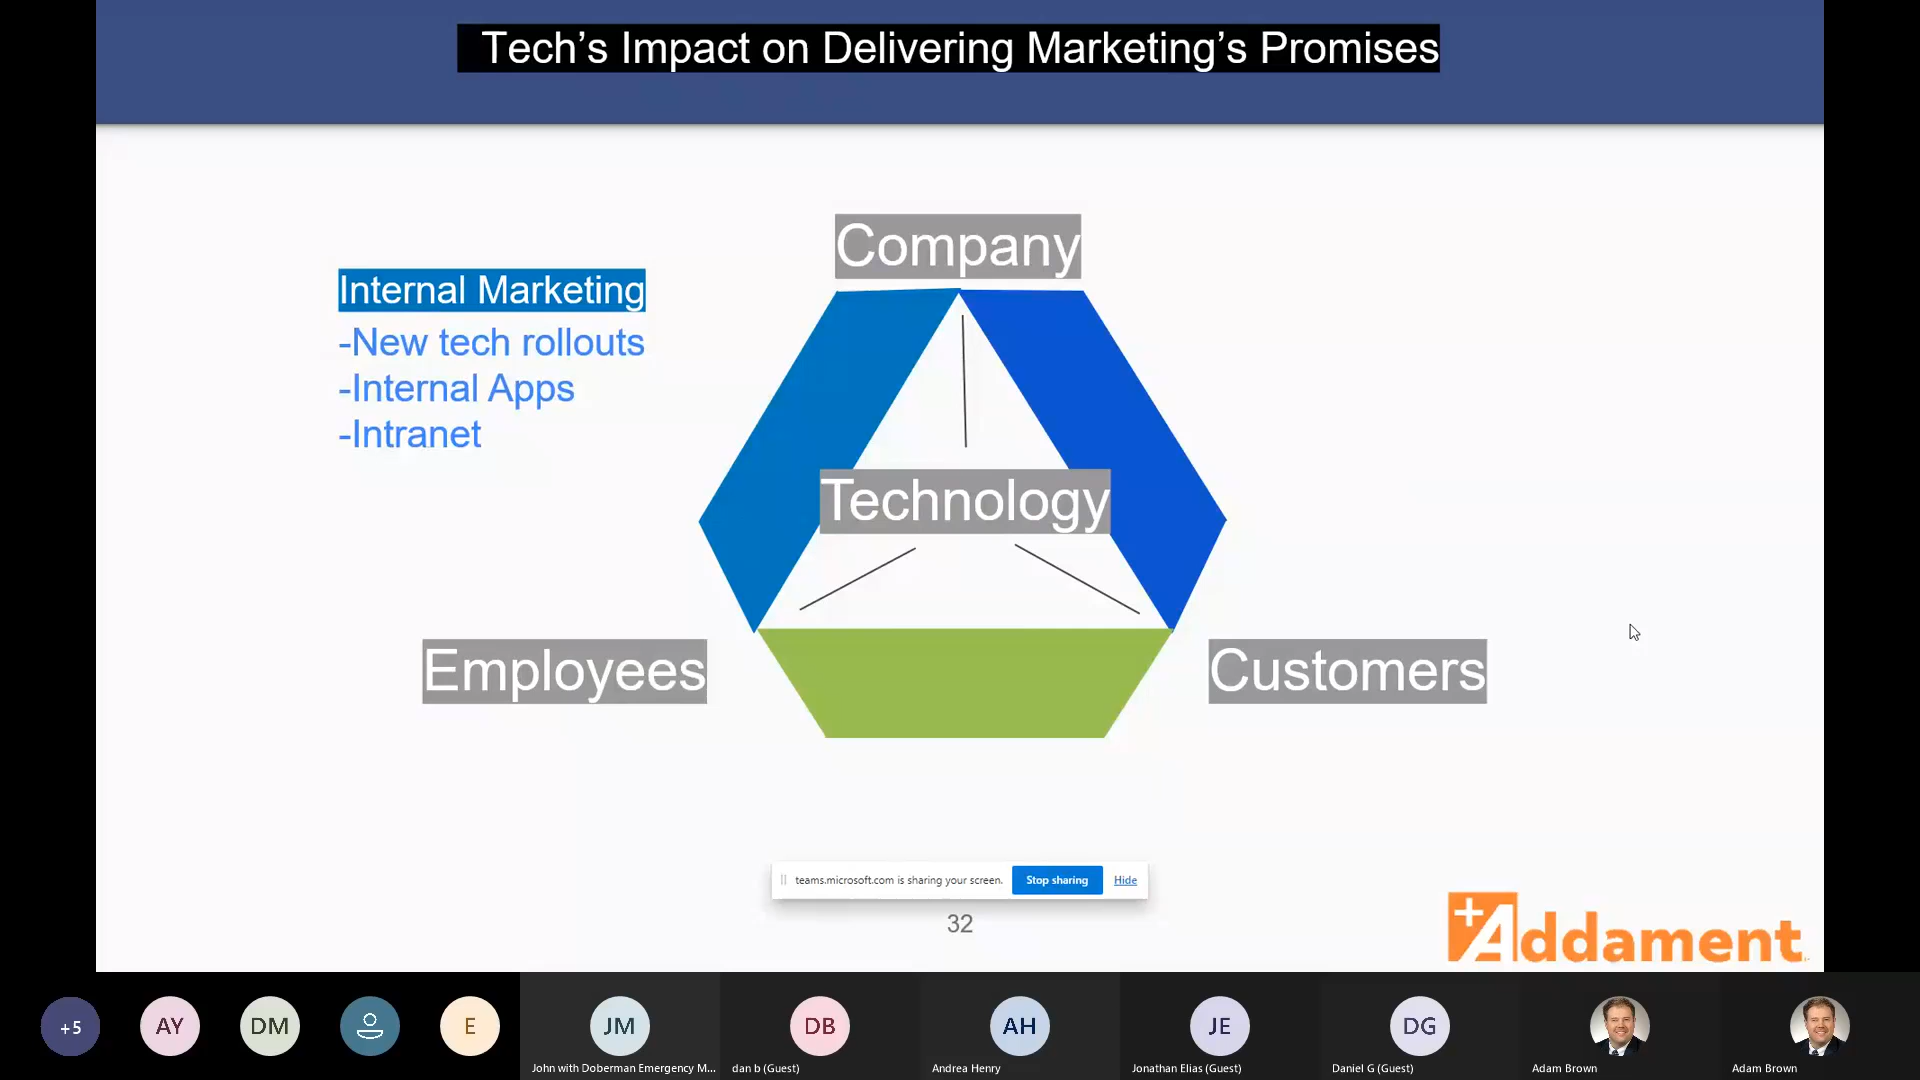 Tech’s Impact on Delivering Marketing’s Promises
Company
Internal Marketing
-New tech rollouts
-Internal Apps
-Intranet
Technology
Employees
Customers
teams.microsoft.com is sharing your screen.
Stop sharing
Hide
32
+Addament
+5
AY
DM
E
JM
DB
AH
JE
DG
John with Doberman Emergency M...
dan b (Guest)
Andrea Henry
Jonathan Elias (Guest)
Daniel G (Guest)
Adam Brown
Adam Brown